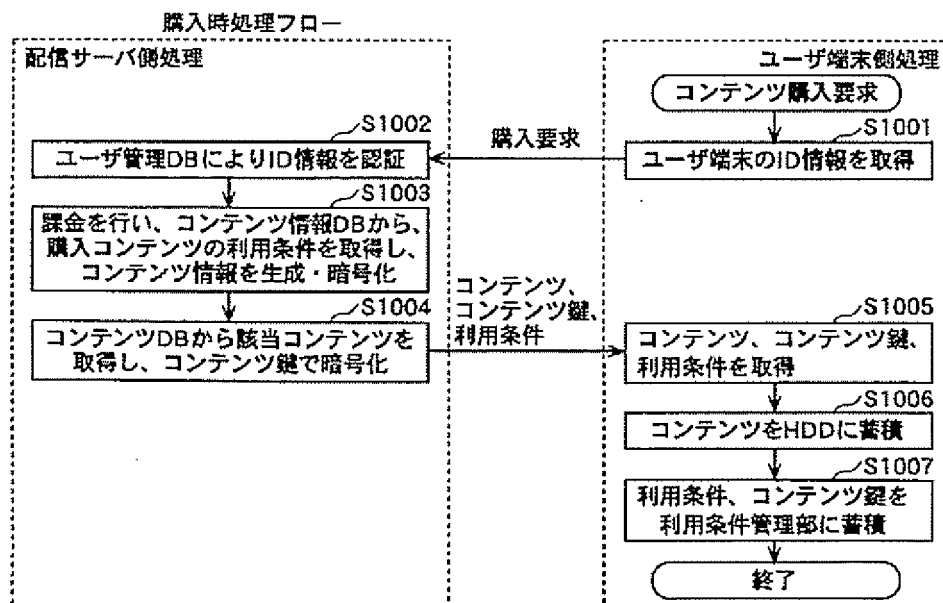 購入時処理フロー
配信サーバ側処理
ユーザ端末側処理
コンテンツ購入要求
S1001
ユーザ端末のID情報を取得
購入要求
S1002
ユーザ管理DBによりID情報を認証
S1003
課金を行い、コンテンツ情報DBから、
購入コンテンツの利用条件を取得し、
コンテンツ情報を生成・暗号化
S1004
コンテンツDBから該当コンテンツを
取得し、コンテンツ鍵で暗号化
コンテンツ、
コンテンツ鍵、
利用条件
S1005
コンテンツ、コンテンツ鍵、
利用条件を取得
S1006
コンテンツをHDDに蓄積
S1007
利用条件、コンテンツ鍵を
利用条件管理部に蓄積
終了